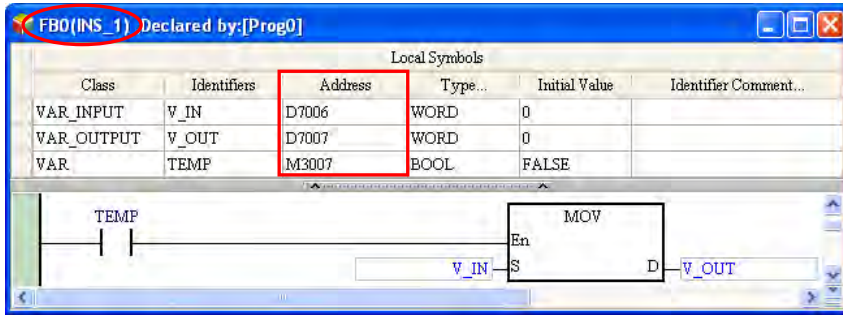 FB0(INS_1) Declared by:[Prog0]
Local Symbols
Class Identifiers Address Type... Initial Value Identifier Comment...
VAR_INPUT V_IN D7006 WORD 0
VAR_OUTPUT V_OUT D7007 WORD 0
VAR TEMP M3007 BOOL FALSE
TEMP MOV
En
V_IN S D V_OUT